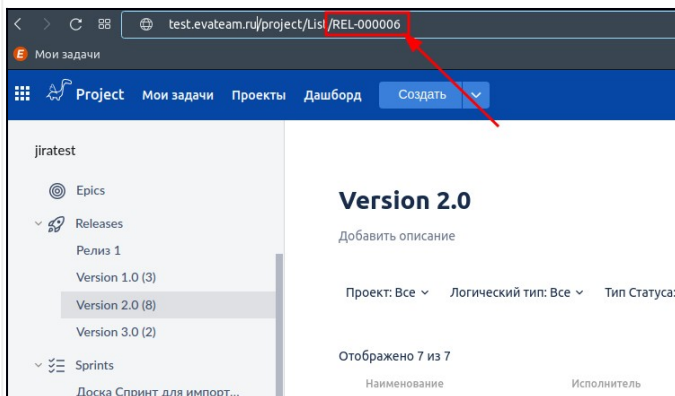 test.evateam.ru/project/List/REL-000006
Мои задачи
Project Мои задачи Проекты Дашборд Создать
jiratest
Epics
Releases
Релиз 1
Version 1.0 (3)
Version 2.0 (8)
Version 3.0 (2)
Sprints
Доска Спринт для импорт...
Version 2.0
Добавить описание
Проект: Все Логический тип: Все Тип Статуса:
Отображено 7 из 7
Наименование Исполнитель